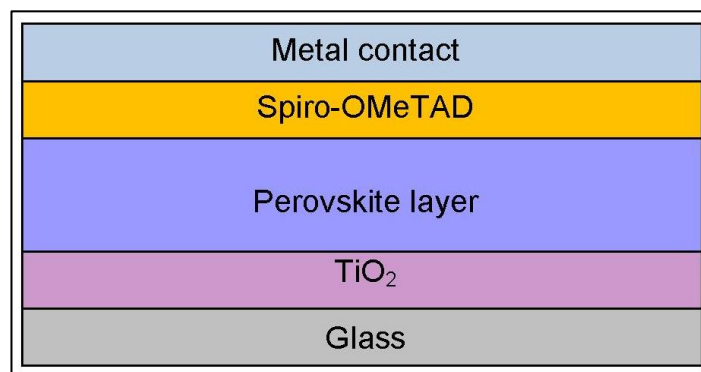 Metal contact
Spiro-OMeTAD
Perovskite layer
TiO₂
Glass